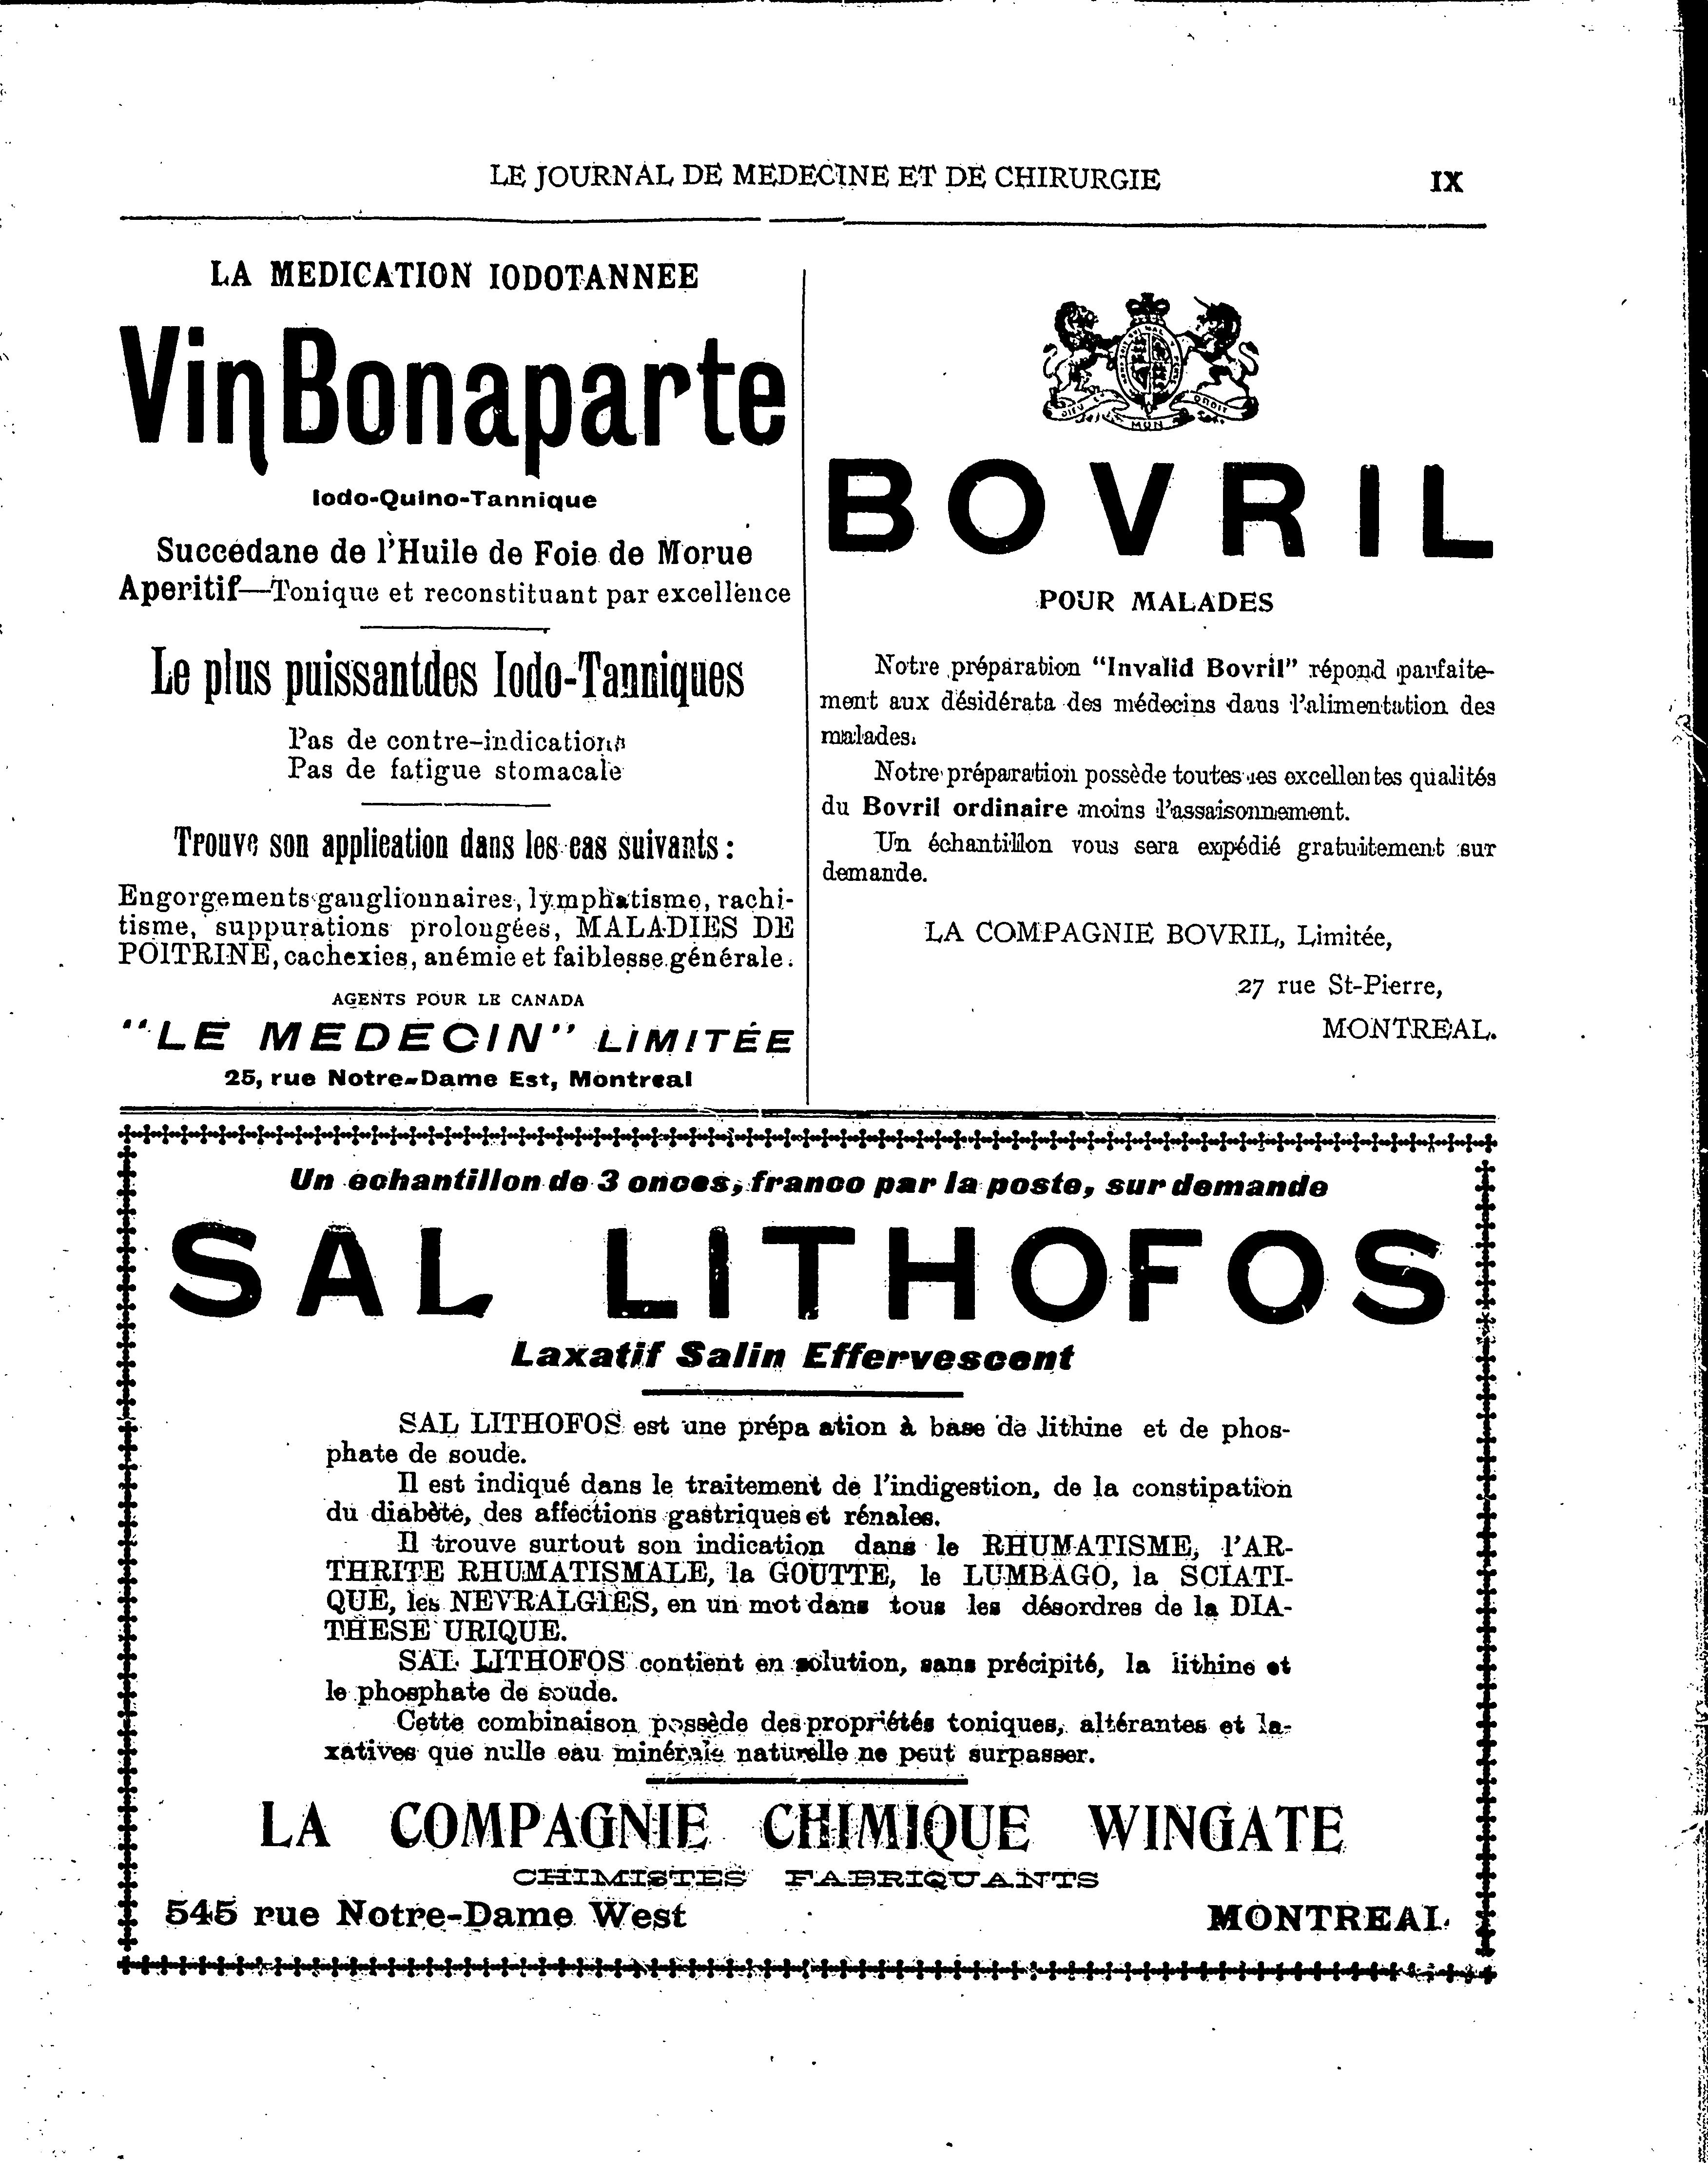 LE JOURNAL DE MEDECINE ET DE CHIRURGIE IX
LA MEDICATION IODOTANNEE
Vin Bonaparte
Iodo-Quino-Tannique
Succédane de l'Huile de Foie de Morue
Aperitif—Tonique et reconstituant par excellence
Le plus puissantdes Iodo-Tanniques
Pas de contre-indications
Pas de fatigue stomacale
Trouve son application dans les cas suivants :
Engorgements ganglionnaires, lymphatisme, rachi-
tisme, suppurations prolongées, MALADIES DE
POITRINE, cachexies, anémie et faiblesse générale.
AGENTS POUR LE CANADA
"LE MEDECIN" LIMITÉE
25, rue Notre-Dame Est, Montreal
DIEU ET MON DROIT
BOVRIL
POUR MALADES
Notre préparation "Invalid Bovril" répond parfaite-
ment aux désidérata des médecins dans l'alimentation des
malades.
Notre préparation possède toutes les excellentes qualités
du Bovril ordinaire moins l'assaisonnement.
Un échantillon vous sera expédié gratuitement sur
demande.
LA COMPAGNIE BOVRIL, Limitée,
27 rue St-Pierre,
MONTREAL.
Un echantillon de 3 onces, franco par la poste, sur demande
SAL LITHOFOS
Laxatif Salin Effervescent
SAL LITHOFOS est une prépa ation à base de lithine et de phos-
phate de soude.
Il est indiqué dans le traitement de l'indigestion, de la constipation
du diabète, des affections gastriques et rénales.
Il trouve surtout son indication dans le RHUMATISME, l'AR-
THRITE RHUMATISMALE, la GOUTTE, le LUMBAGO, la SCIATI-
QUE, les NEVRALGIES, en un mot dans tous les désordres de la DIA-
THESE URIQUE.
SAL LITHOFOS contient en solution, sans précipité, la lithine et
le phosphate de soude.
Cette combinaison possède des propriétés toniques, altérantes et la-
xatives que nulle eau minérale naturelle ne peut surpasser.
LA COMPAGNIE CHIMIQUE WINGATE
CHIMISTES FABRIQUANTS
545 rue Notre-Dame West MONTREAL